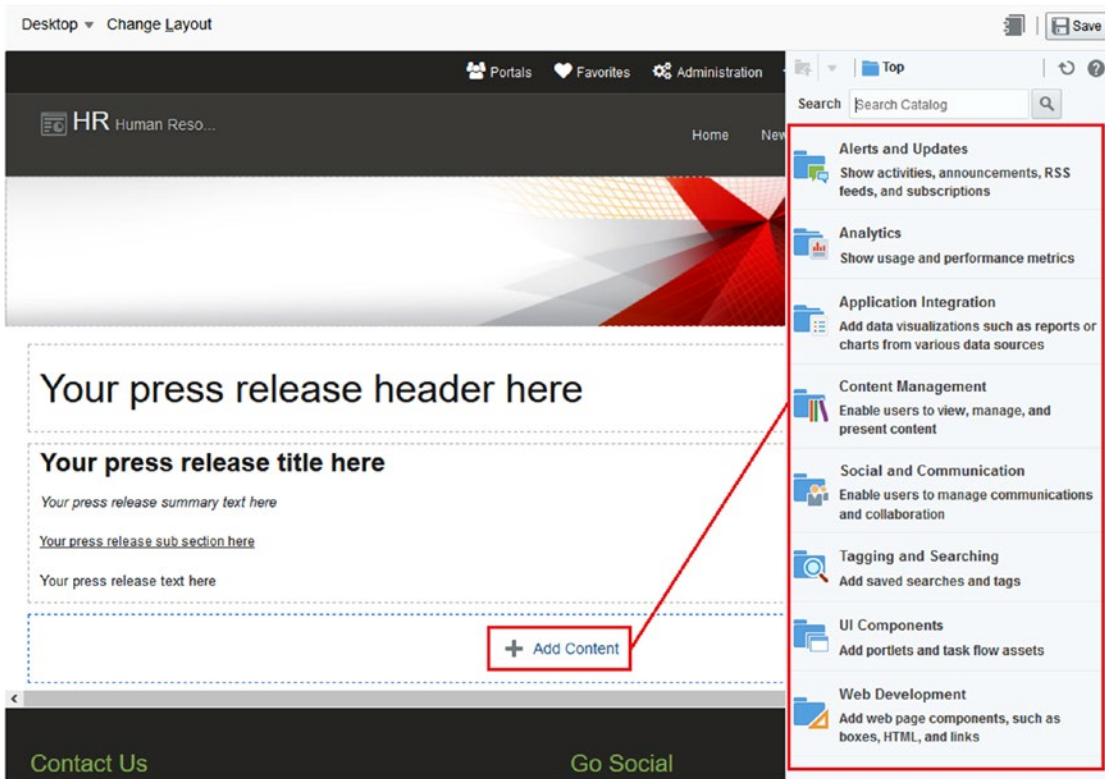 Desktop Change Layout
Save
Portals Favorites Administration
Top
Search Search Catalog
HR Human Reso...
Home
Alerts and Updates
Show activities, announcements, RSS
feeds, and subscriptions
Analytics
Show usage and performance metrics
Application Integration
Add data visualizations such as reports or
charts from various data sources
Content Management
Enable users to view, manage, and
present content
Social and Communication
Enable users to manage communications
and collaboration
Tagging and Searching
Add saved searches and tags
UI Components
Add portlets and task flow assets
Web Development
Add web page components, such as
boxes, HTML, and links
Your press release header here
Your press release title here
Your press release summary text here
Your press release sub section here
Your press release text here
Add Content
Contact Us
Go Social